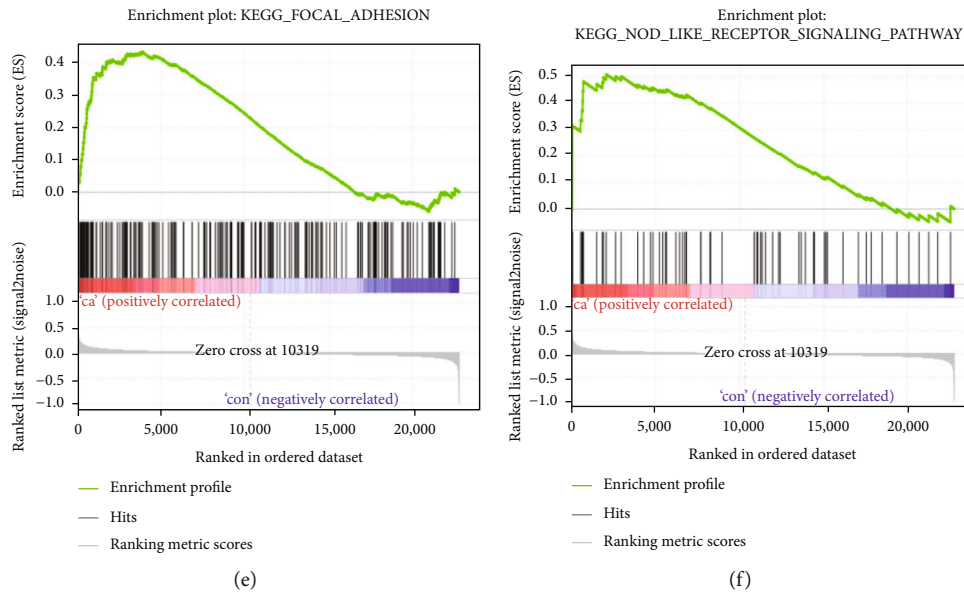 Enrichment plot: KEGG_FOCAL_ADHESION
Enrichment score (ES)
0.4
0.3
0.2
0.1
0.0
'ca' (positively correlated)
Ranked list metric (signal2noise)
1.0
0.5
0.0
−0.5
−1.0
Zero cross at 10319
'con' (negatively correlated)
0 5,000 10,000 15,000 20,000
Ranked in ordered dataset
Enrichment profile
Hits
Ranking metric scores
(e)
Enrichment plot:
KEGG_NOD_LIKE_RECEPTOR_SIGNALING_PATHWAY
Enrichment score (ES)
0.5
0.4
0.3
0.2
0.1
0.0
ca' (positively correlated)
Ranked list metric (signal2noise)
1.0
0.5
0.0
−0.5
−1.0
Zero cross at 10319
'con' (negatively correlated)
0 5,000 10,000 15,000 20,000
Ranked in ordered dataset
Enrichment profile
Hits
Ranking metric scores
(f)